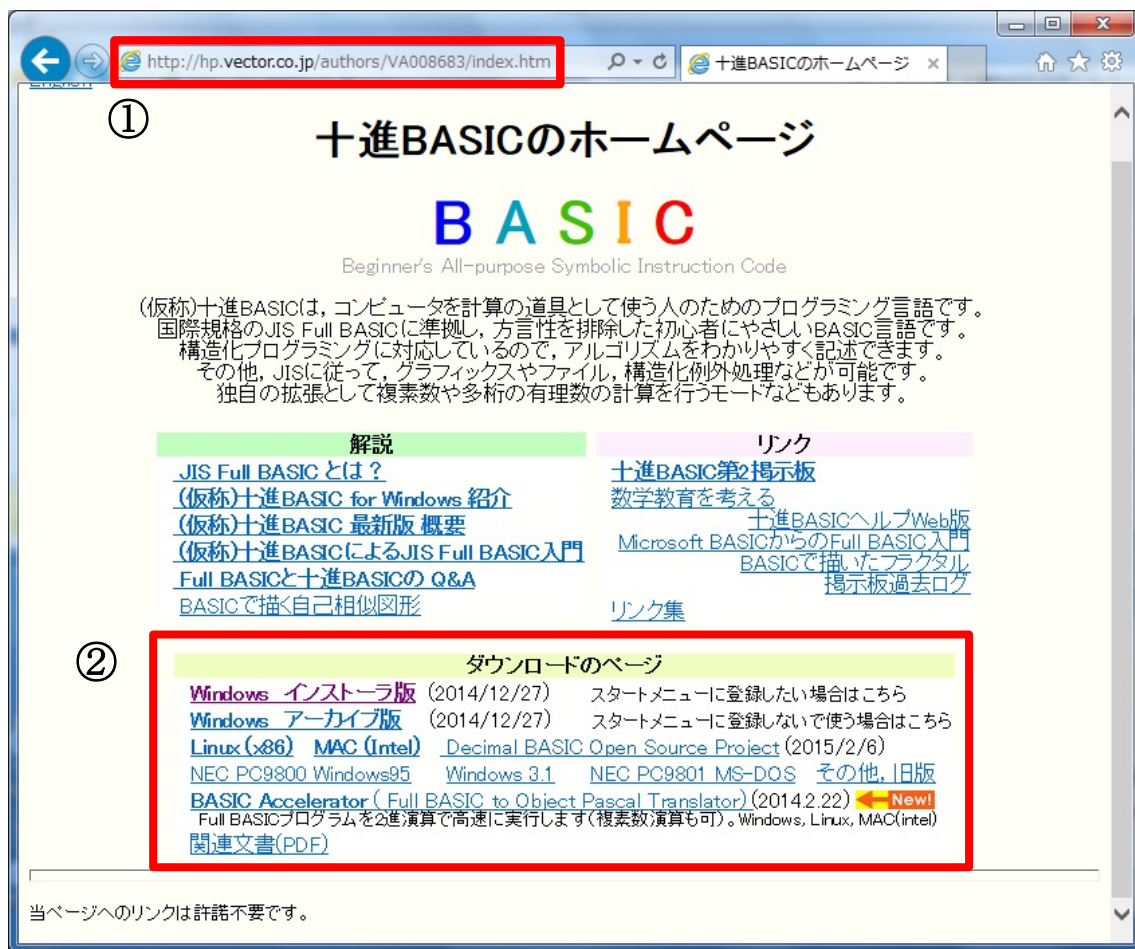 http://hp.vector.co.jp/authors/VA008683/index.htm
十進BASICのホームページ
①
十進BASICのホームページ
BASIC
Beginner's All-purpose Symbolic Instruction Code
(仮称)十進BASICは,コンピュータを計算の道具として使う人のためのプログラミング言語です。
国際規格のJIS Full BASICに準拠し,方言性を排除した初心者にやさしいBASIC言語です。
構造化プログラミングに対応しているので,アルゴリズムをわかりやすく記述できます。
その他,JISに従って,グラフィックスやファイル,構造化例外処理などが可能です。
独自の拡張として複素数や多桁の有理数の計算を行うモードなどもあります。
解説
JIS Full BASIC とは?
(仮称)十進BASIC for Windows 紹介
(仮称)十進BASIC 最新版 概要
(仮称)十進BASICによるJIS Full BASIC入門
Full BASICと十進BASICの Q&A
BASICで描く自己相似図形
リンク
十進BASIC第2掲示板
数学教育を考える
十進BASICヘルプWeb版
Microsoft BASICからのFull BASIC入門
BASICで描いたフラクタル
掲示板過去ログ
リンク集
②
ダウンロードのページ
Windows インストーラ版 (2014/12/27) スタートメニューに登録したい場合はこちら
Windows アーカイブ版 (2014/12/27) スタートメニューに登録しないで使う場合はこちら
Linux(x86) MAC (Intel) Decimal BASIC Open Source Project (2015/2/6)
NEC PC9800 Windows95 Windows 3.1 NEC PC9801 MS-DOS その他,旧版
BASIC Accelerator ( Full BASIC to Object Pascal Translator) (2014.2.22) New!
Full BASICプログラムを2進演算で高速に実行します(複素数演算も可)。Windows, Linux, MAC(intel)
関連文書(PDF)
当ページへのリンクは許諾不要です。